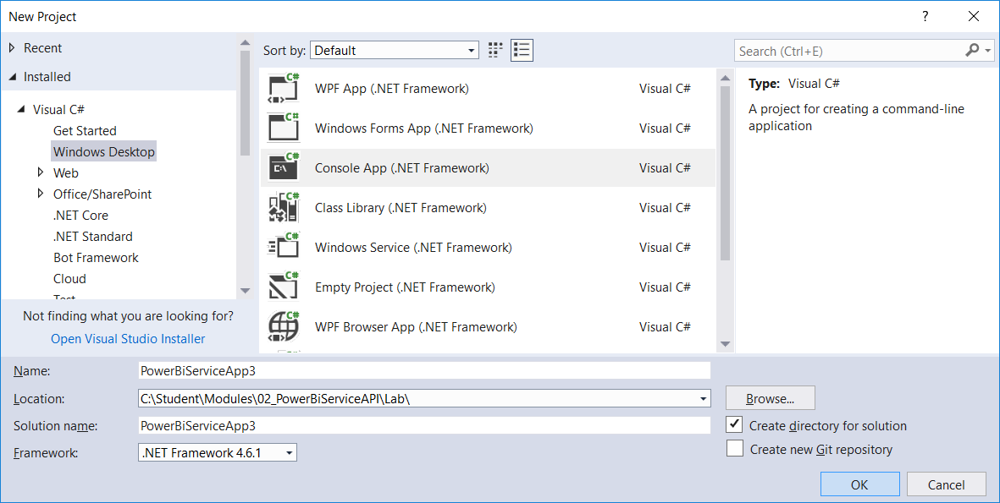 New Project
?
Recent
Installed
Visual C#
Get Started
Windows Desktop
Web
Office/SharePoint
.NET Core
.NET Standard
Bot Framework
Cloud
Test
Not finding what you are looking for?
Open Visual Studio Installer
Sort by: Default
C# WPF App (.NET Framework) Visual C#
C# Windows Forms App (.NET Framework) Visual C#
C# C:\ Console App (.NET Framework) Visual C#
C# Class Library (.NET Framework) Visual C#
C# Windows Service (.NET Framework) Visual C#
C# Empty Project (.NET Framework) Visual C#
C# WPF Browser App (.NET Framework) Visual C#
Search (Ctrl+E)
Type: Visual C#
A project for creating a command-line
application
Name: PowerBiServiceApp3
Location: C:\Student\Modules\02_PowerBiServiceAPI\Lab\ Browse...
Solution name: PowerBiServiceApp3
Create directory for solution
Framework: .NET Framework 4.6.1
Create new Git repository
OK Cancel